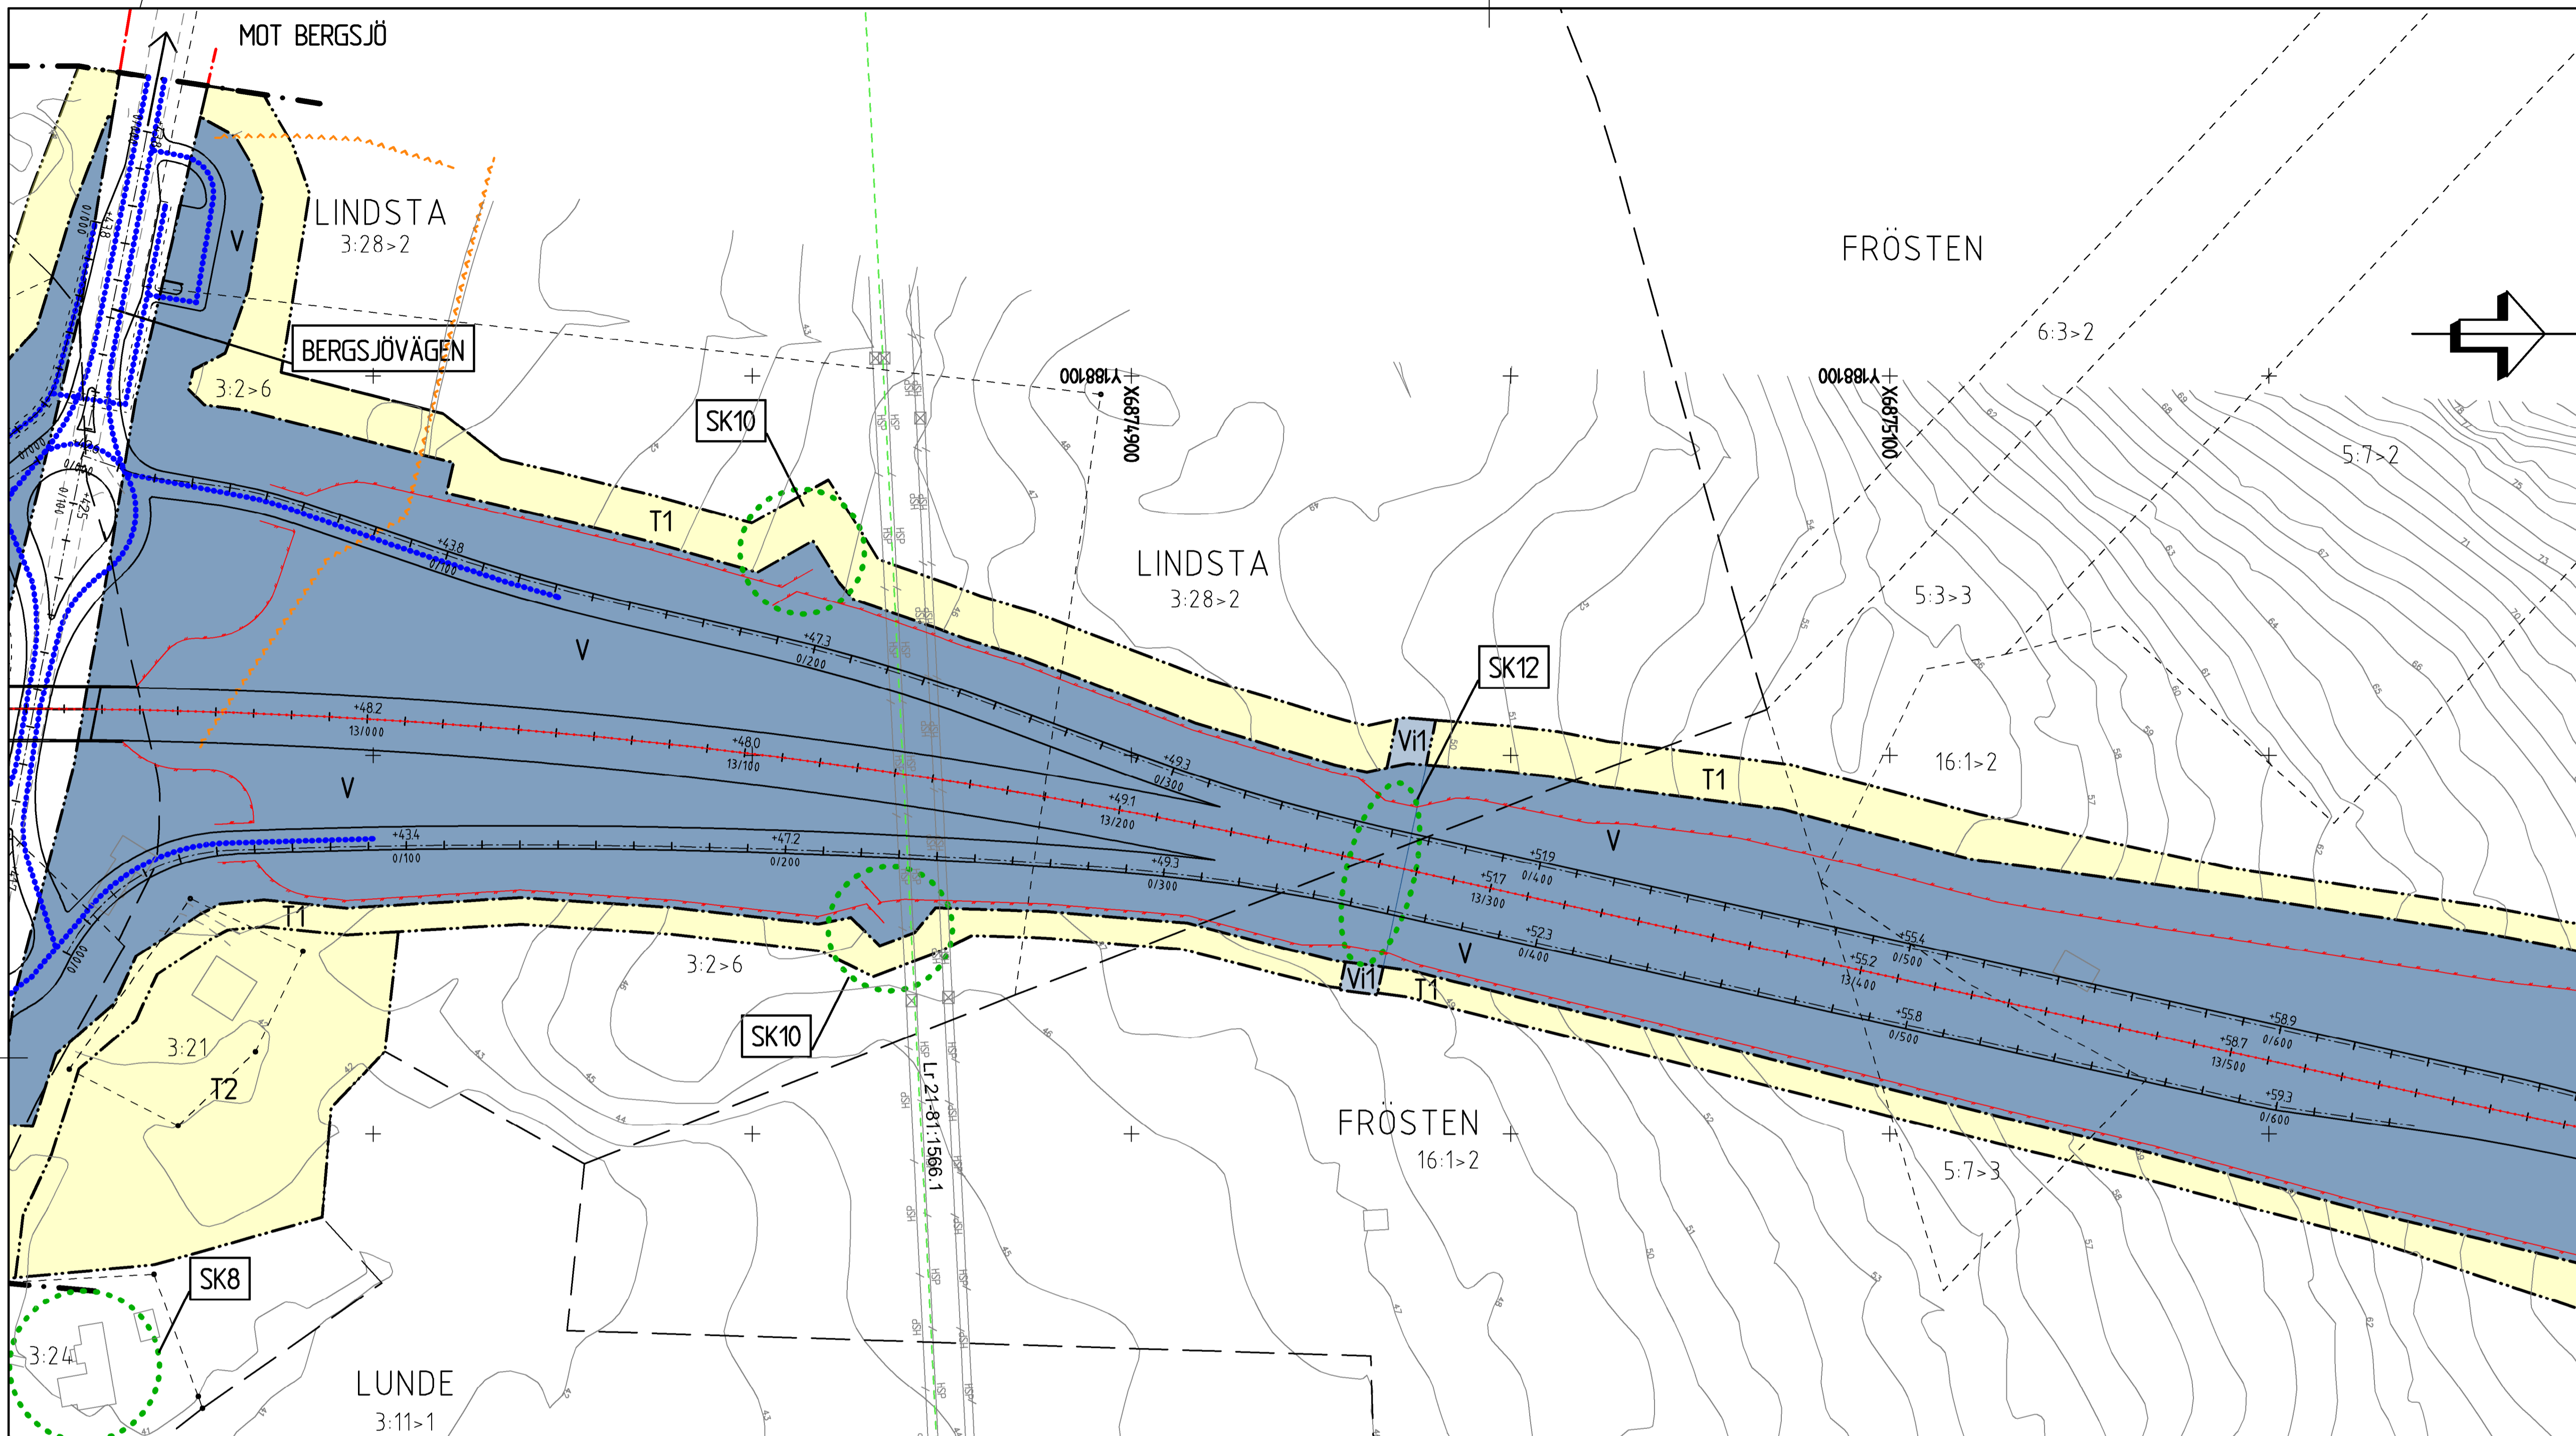 MOT BERGSJÖ
LINDSTA
3:28>2
V
FRÖSTEN
6:3>2
BERGSJÖVÄGEN
3:2>6
SK10
Y188100
X6874900
Y188100
X6875100
5:7>2
T1
LINDSTA
3:28>2
5:3>3
SK12
V
+43.8
0/100
+47.3
0/200
+49.3
0/300
+51.9
0/400
+55.4
0/500
+58.9
0/600
Vi1
T1
16:1>2
V
V
+48.2
13/000
+48.0
13/100
+49.1
13/200
+51.7
13/300
+55.2
13/400
+58.7
13/500
+43.4
0/100
+47.2
0/200
+49.3
0/300
+52.3
0/400
+55.8
0/500
+59.3
0/600
T1
3:2>6
V
Vi1
T1
SK10
3:21
T2
Lr 21-81:1566.1
FRÖSTEN
16:1>2
5:7>3
SK8
3:24
LUNDE
3:11>1